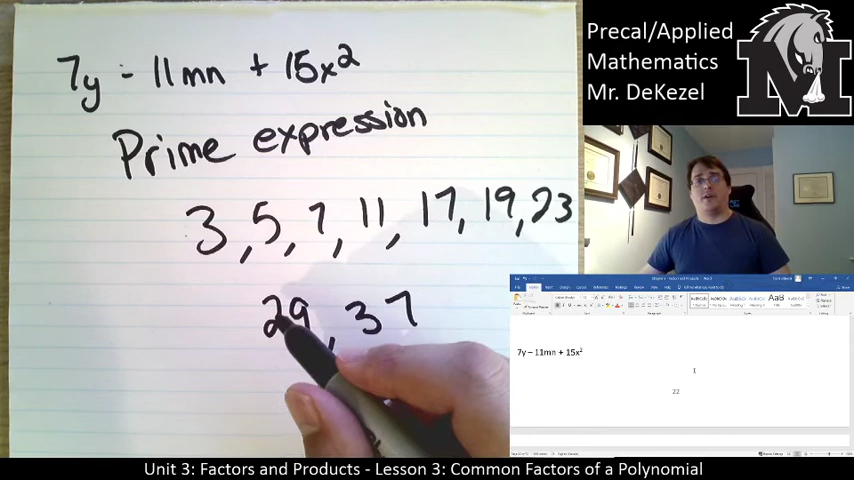 7y - 11mn + 15x²
Prime expression
3, 5, 7, 11, 17, 19, 23
29, 37
Precal/Applied
Mathematics
Mr. DeKezel
M
7y – 11mn + 15x²
22
Unit 3: Factors and Products - Lesson 3: Common Factors of a Polynomial